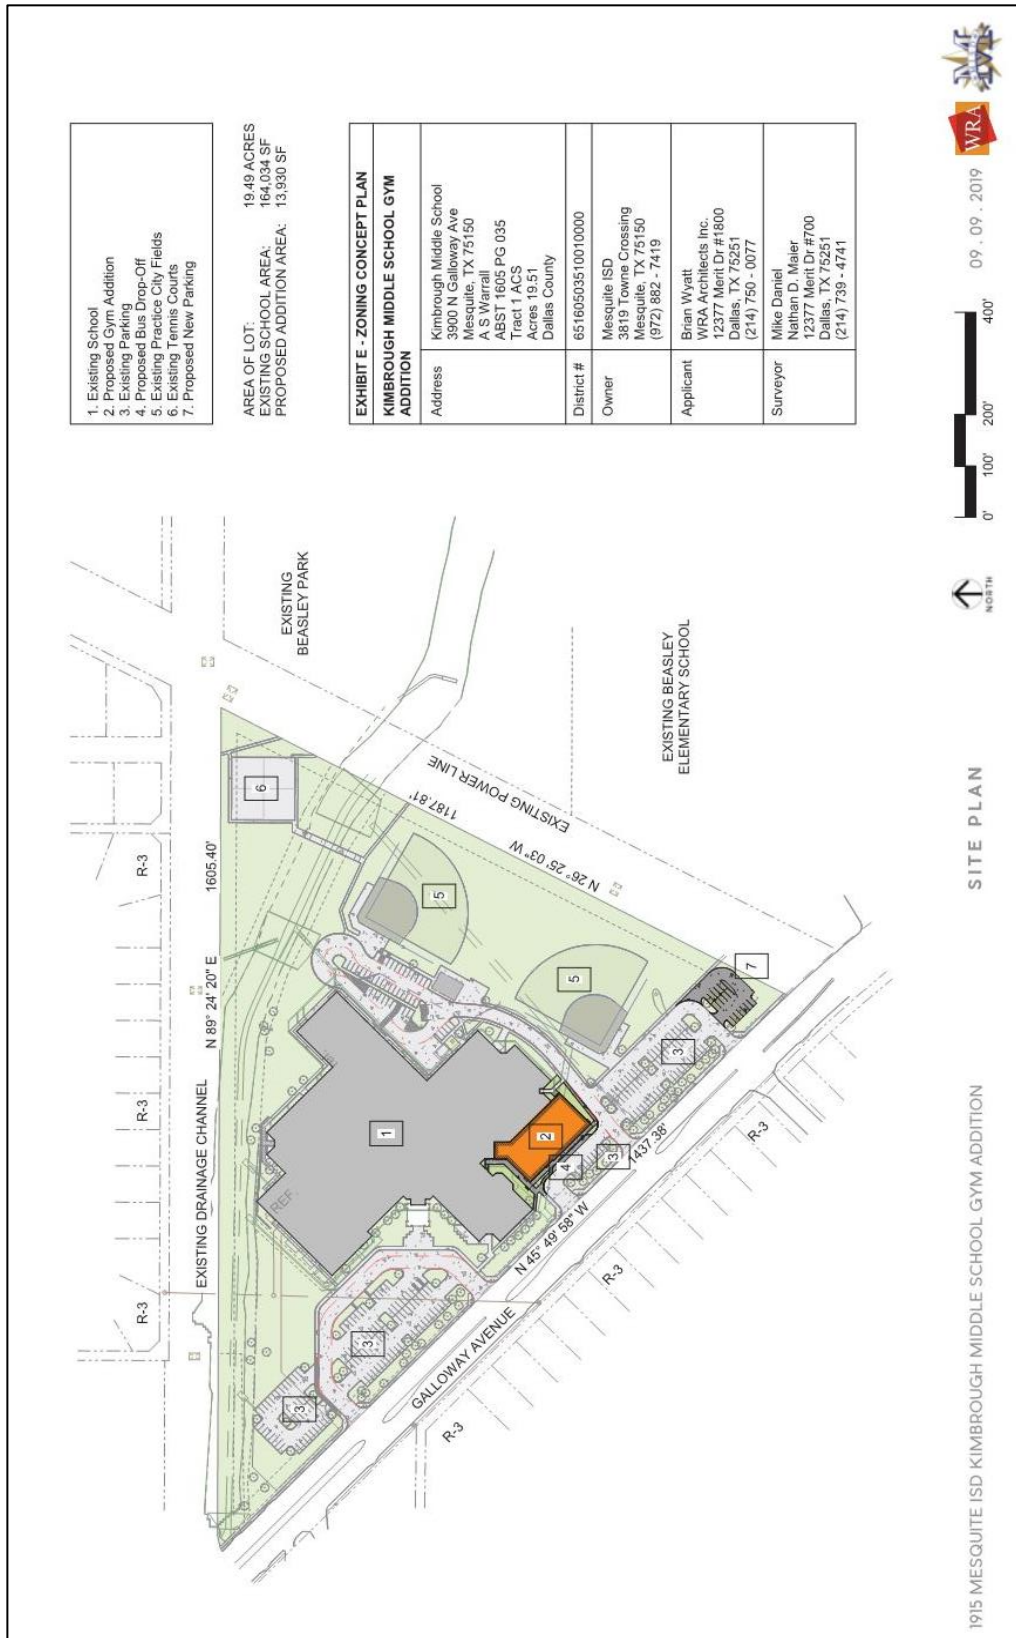 1. Existing School
2. Proposed Gym Addition
3. Existing Parking
4. Proposed Bus Drop-Off
5. Existing Practice City Fields
6. Existing Tennis Courts
7. Proposed New Parking
AREA OF LOT: 19.49 ACRES
EXISTING SCHOOL AREA: 164,034 SF
PROPOSED ADDITION AREA: 13,930 SF
EXHIBIT E - ZONING CONCEPT PLAN
KIMBROUGH MIDDLE SCHOOL GYM
ADDITION
Address Kimbrough Middle School
3900 N Galloway Ave
Mesquite, TX 75150
A S Warrall
ABST 1605 PG 035
Tract 1 ACS
Acres 19.51
Dallas County
District # 65160503510010000
Owner Mesquite ISD
3819 Towne Crossing
Mesquite, TX 75150
(972) 882 - 7419
Applicant Brian Wyatt
WRA Architects Inc.
12377 Merit Dr #1800
Dallas, TX 75251
(214) 750 - 0077
Surveyor Mike Daniel
Nathan D. Maier
12377 Merit Dr #700
Dallas, TX 75251
(214) 739 - 4741
R-3
R-3
R-3
EXISTING DRAINAGE CHANNEL
N 89° 24' 20" E
1605.40'
EXISTING
BEASLEY PARK
6
REF.
1
5
1187.81'
N 26° 25' 03" W
EXISTING POWER LINE
5
EXISTING BEASLEY
ELEMENTARY SCHOOL
3
3
2
4
3
3
7
N 45° 49' 58" W
1437.38'
GALLOWAY AVENUE
R-3
R-3
R-3
1915 MESQUITE ISD KIMBROUGH MIDDLE SCHOOL GYM ADDITION
SITE PLAN
NORTH
0' 100' 200' 400'
09 . 09 . 2019
WRA